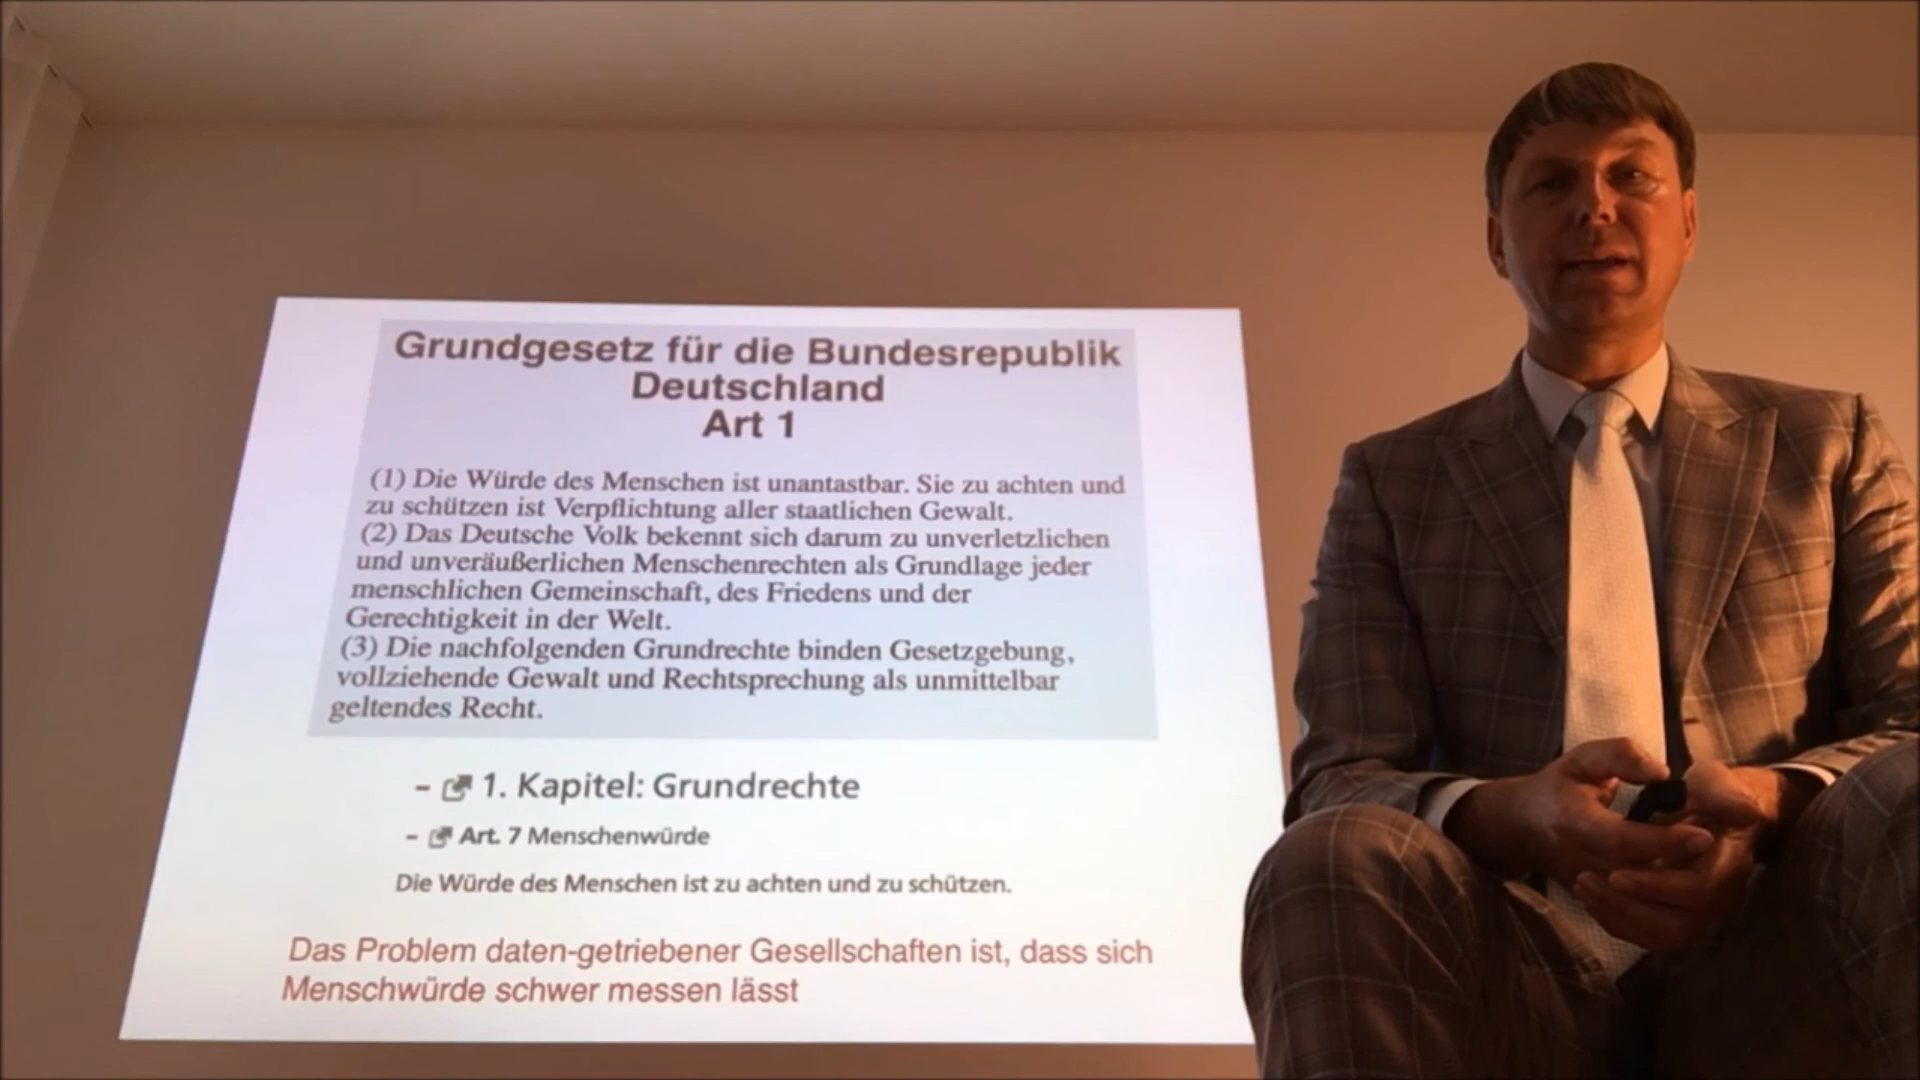 Grundgesetz für die Bundesrepublik
Deutschland
Art 1
(1) Die Würde des Menschen ist unantastbar. Sie zu achten und
zu schützen ist Verpflichtung aller staatlichen Gewalt.
(2) Das Deutsche Volk bekennt sich darum zu unverletzlichen
und unveräußerlichen Menschenrechten als Grundlage jeder
menschlichen Gemeinschaft, des Friedens und der
Gerechtigkeit in der Welt.
(3) Die nachfolgenden Grundrechte binden Gesetzgebung,
vollziehende Gewalt und Rechtsprechung als unmittelbar
geltendes Recht.
– 1. Kapitel: Grundrechte
– Art. 7 Menschenwürde
Die Würde des Menschen ist zu achten und zu schützen.
Das Problem daten-getriebener Gesellschaften ist, dass sich
Menschwürde schwer messen lässt